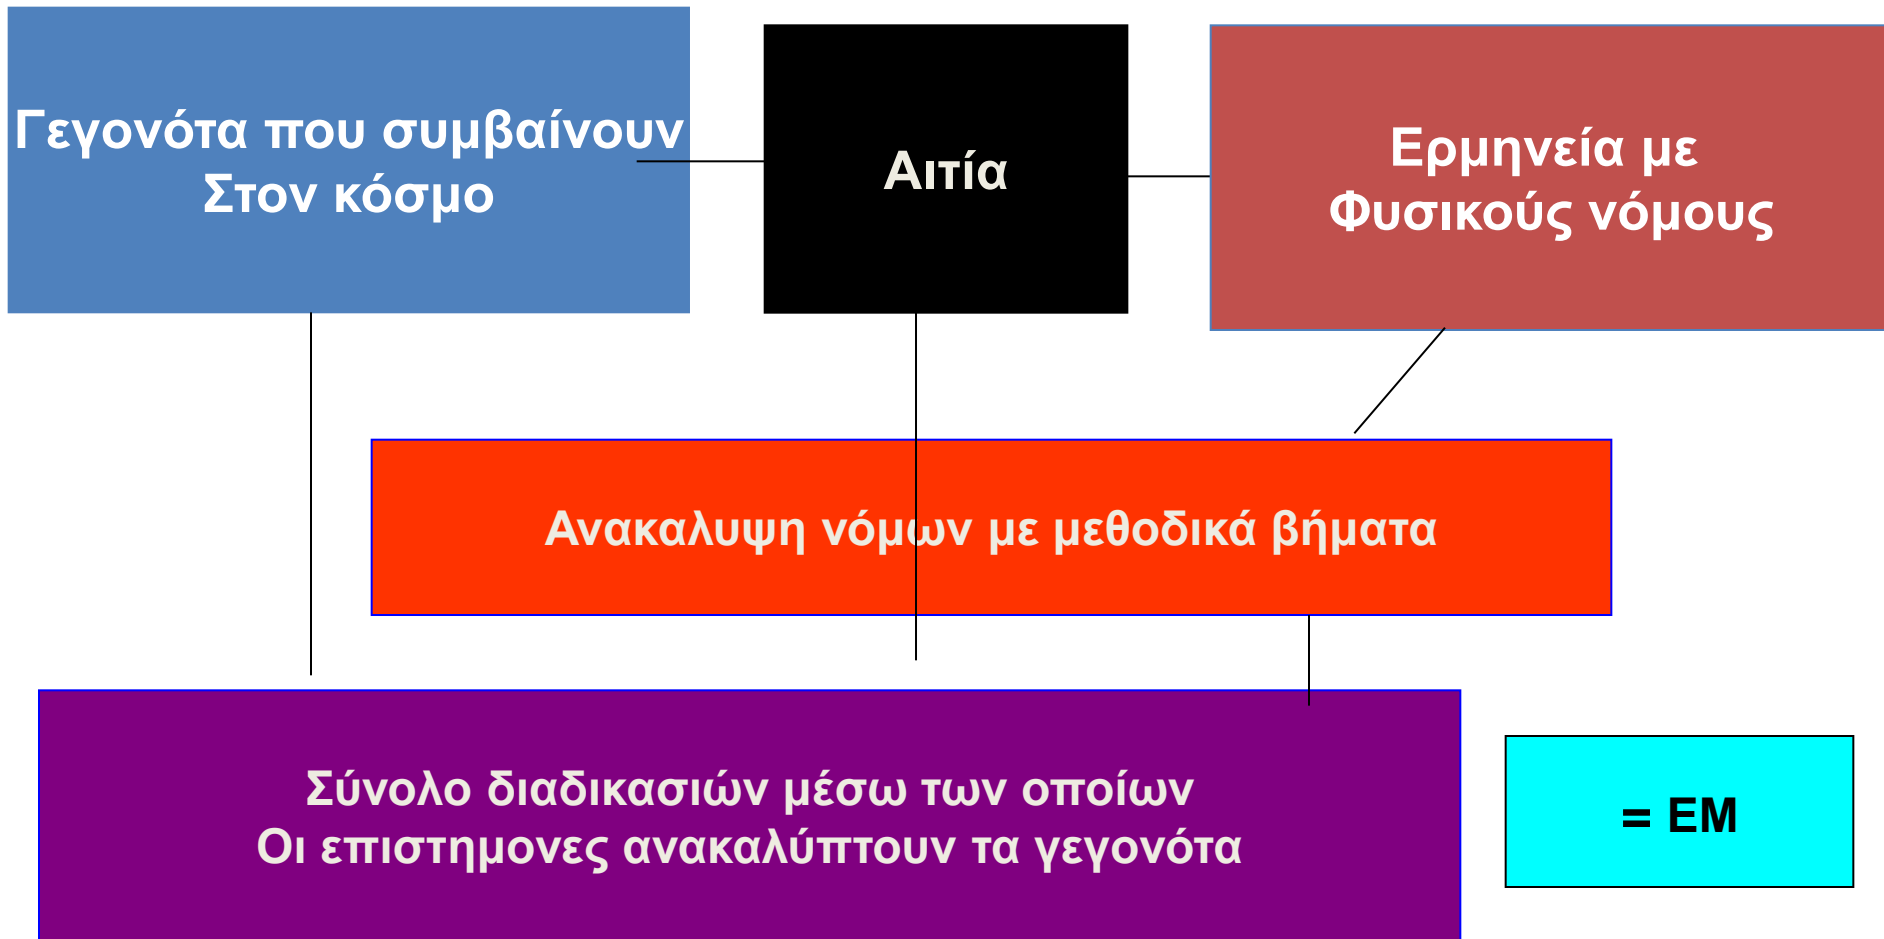 Γεγονότα που συμβαίνουν
Στον κόσμο
Αιτία
Ερμηνεία με
Φυσικούς νόμους
Ανακαλυψη νόμων με μεθοδικά βήματα
Σύνολο διαδικασιών μέσω των οποίων
Οι επιστημονες ανακαλύπτουν τα γεγονότα
= ΕΜ